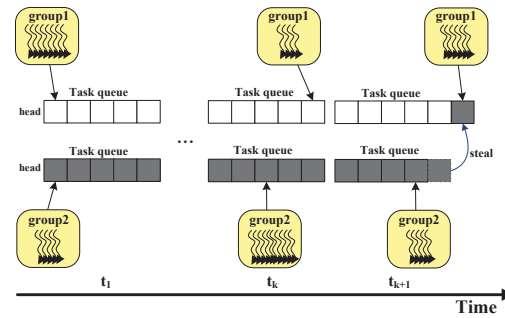 group1
group1
group1
Task queue
Task queue
Task queue
head
...
steal
Task queue
Task queue
Task queue
head
group2
group2
group2
t1
tk
tk+1
Time